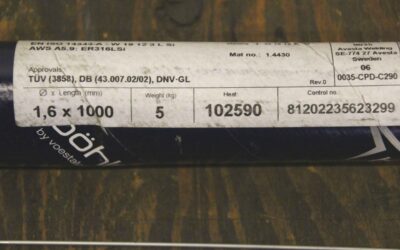 EN ISO 14343-A - W 19 12 3 L Si
AWS A5.9: ER316LSi
Mat no.: 1.4430
Approvals:
TÜV (3858), DB (43.007.02/02), DNV-GL
Rev.0
Avesta Welding
SE-774 27 Avesta
Sweden
06
0035-CPD-C290
Ø x Length (mm)
1,6 x 1000
Weight (kg)
5
Heat:
102590
Control no.
81202235623299
böhl
by voestal